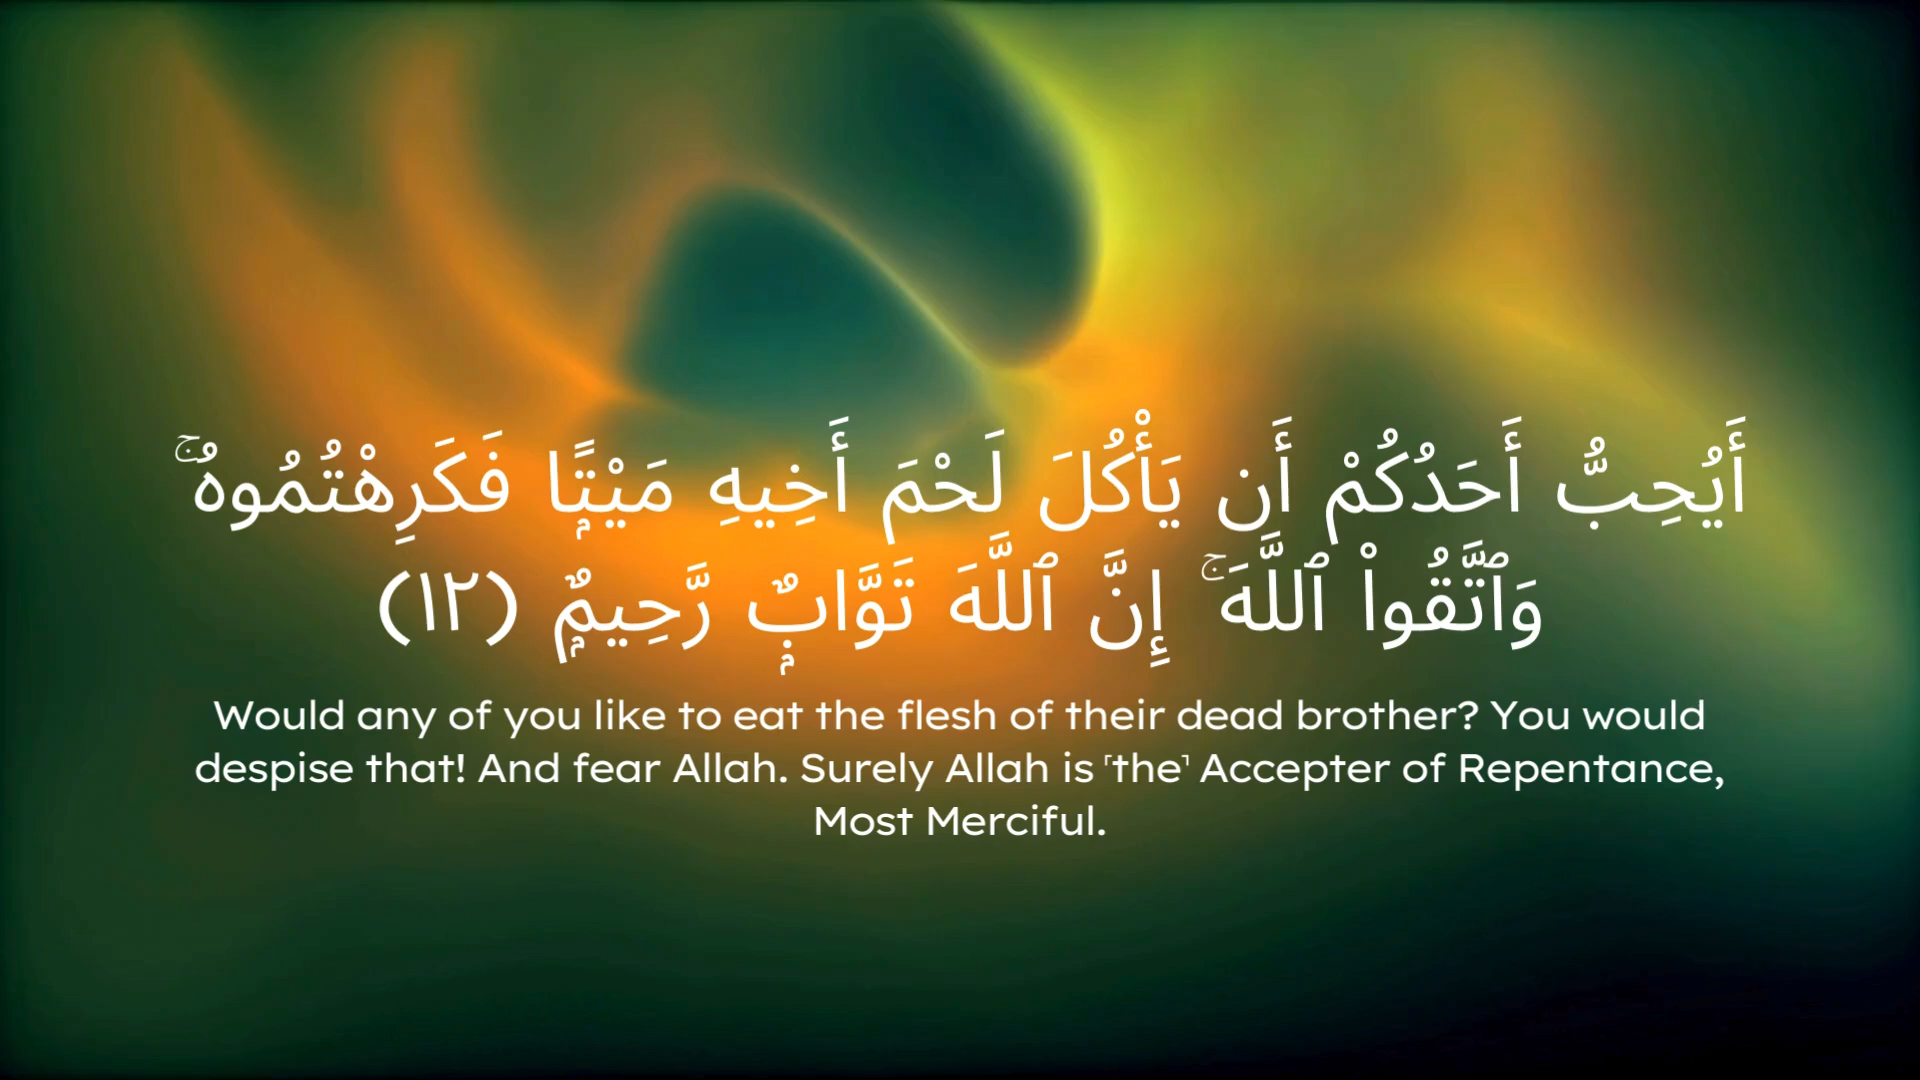 أَيُحِبُّ أَحَدُكُمْ أَن يَأْكُلَ لَحْمَ أَخِيهِ مَيْتًۭا فَكَرِهْتُمُوهُ ۚ
وَٱتَّقُوا۟ ٱللَّهَ ۚ إِنَّ ٱللَّهَ تَوَّابٌۭ رَّحِيمٌۭ (١٢)
Would any of you like to eat the flesh of their dead brother? You would
despise that! And fear Allah. Surely Allah is ˹the˺ Accepter of Repentance,
Most Merciful.